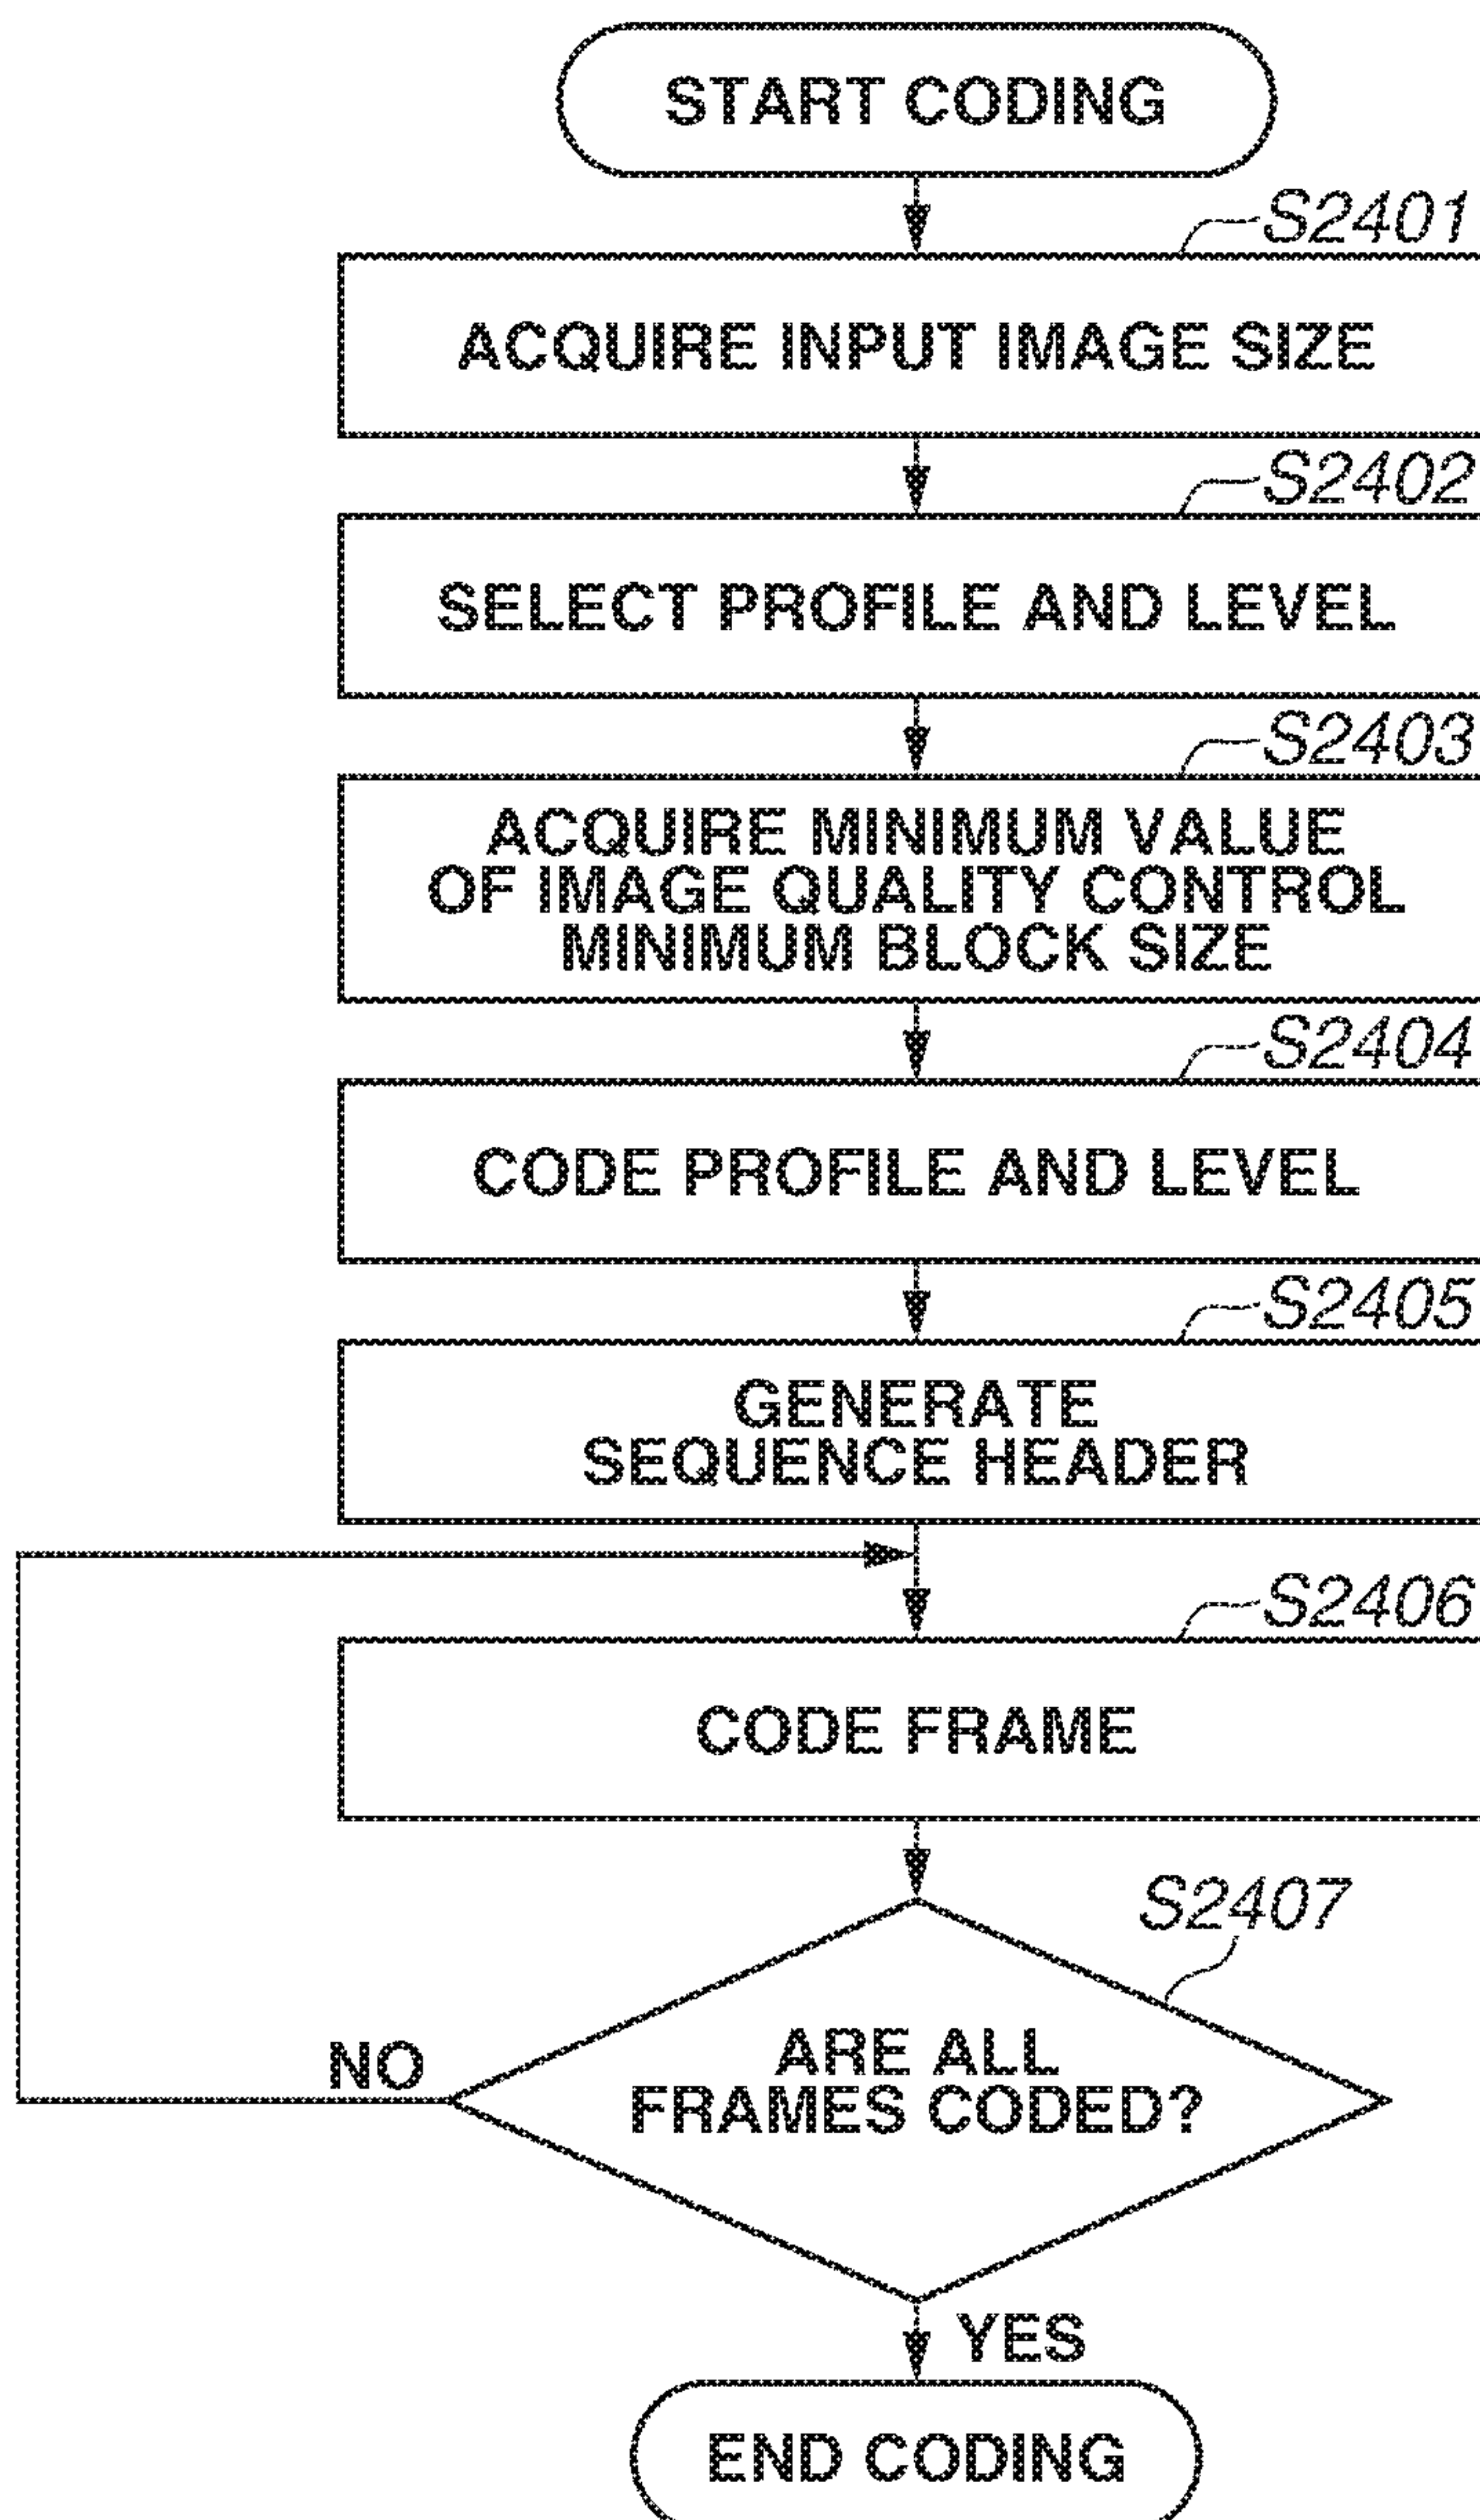 START CODING
S2401
ACQUIRE INPUT IMAGE SIZE
S2402
SELECT PROFILE AND LEVEL
S2403
ACQUIRE MINIMUM VALUE
OF IMAGE QUALITY CONTROL
MINIMUM BLOCK SIZE
S2404
CODE PROFILE AND LEVEL
S2405
GENERATE
SEQUENCE HEADER
S2406
CODE FRAME
S2407
ARE ALL
FRAMES CODED?
NO
YES
END CODING